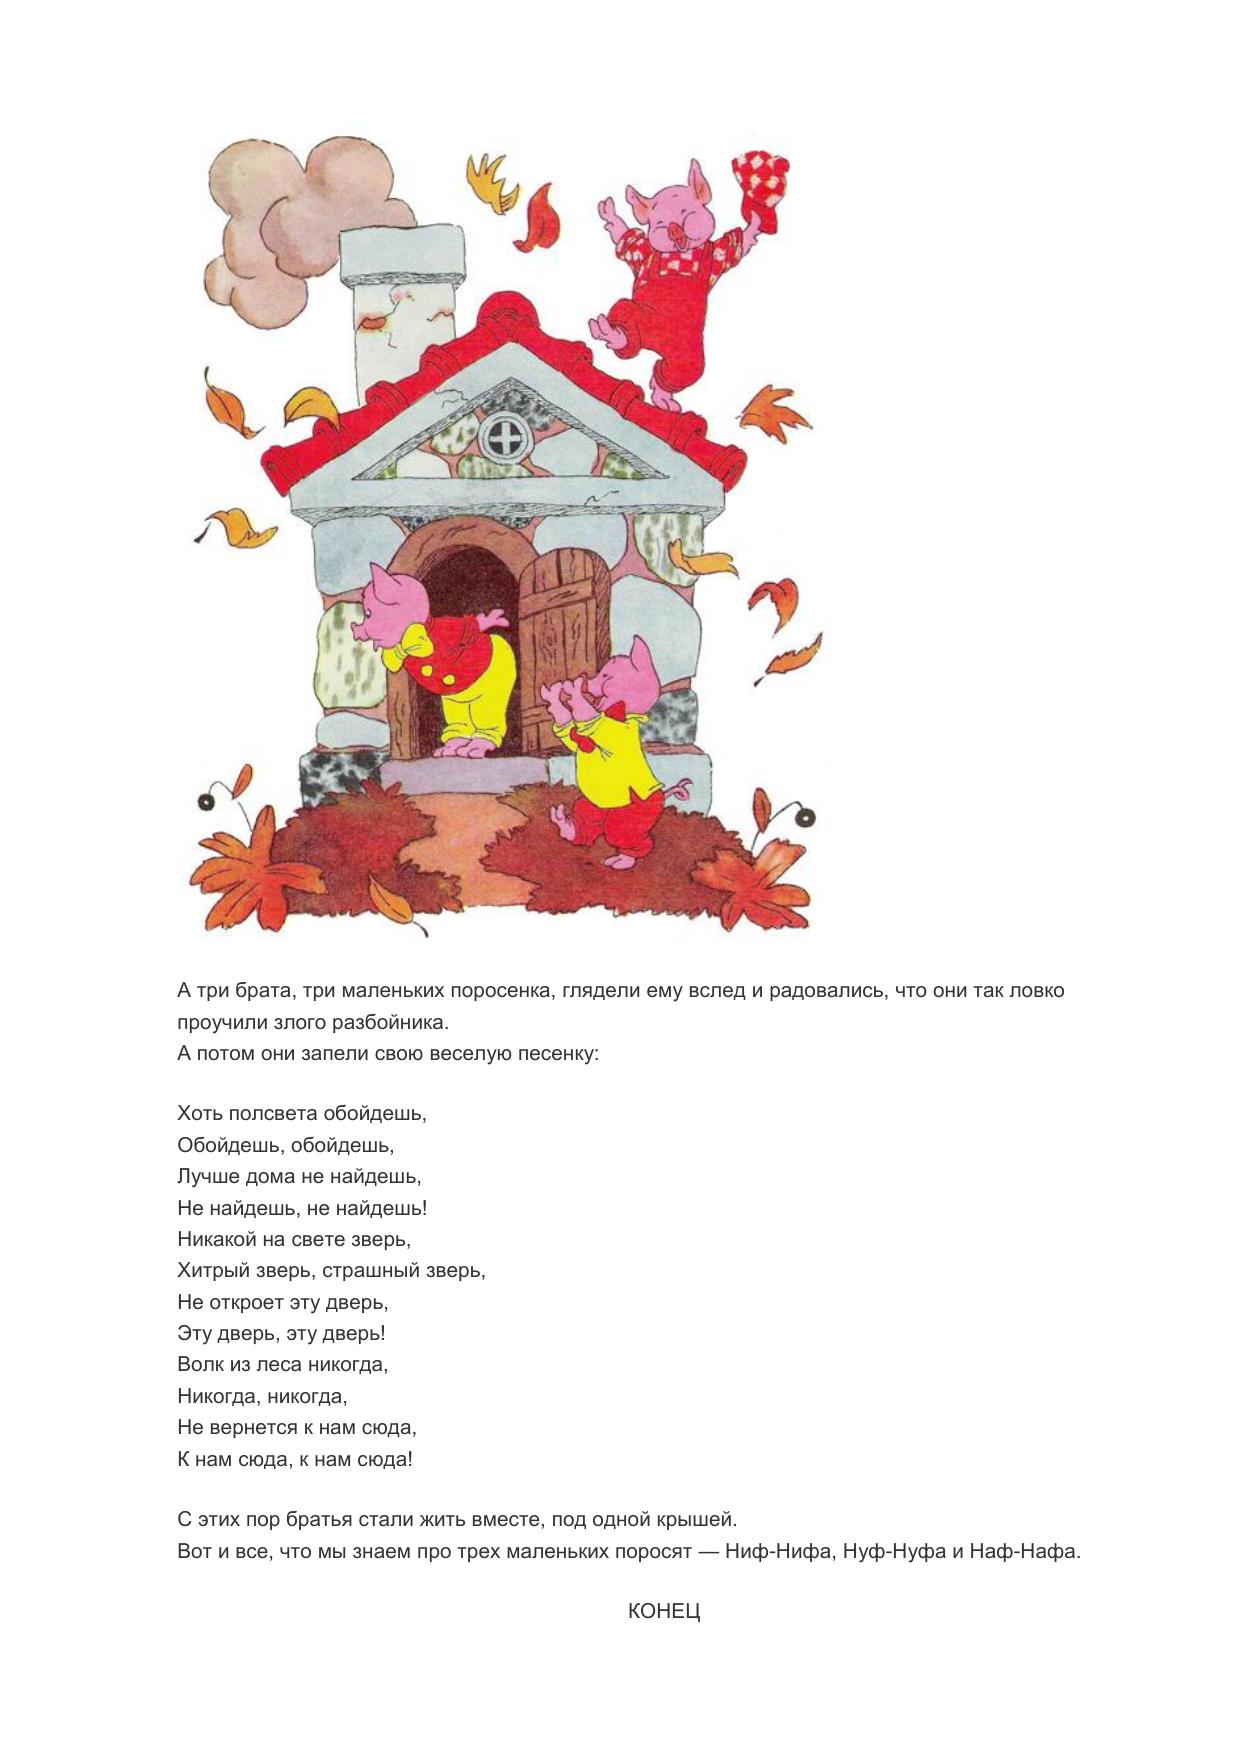 А три брата, три маленьких поросенка, глядели ему вслед и радовались, что они так ловко
проучили злого разбойника.
А потом они запели свою веселую песенку:
Хоть полсвета обойдешь,
Обойдешь, обойдешь,
Лучше дома не найдешь,
Не найдешь, не найдешь!
Никакой на свете зверь,
Хитрый зверь, страшный зверь,
Не откроет эту дверь,
Эту дверь, эту дверь!
Волк из леса никогда,
Никогда, никогда,
Не вернется к нам сюда,
К нам сюда, к нам сюда!
С этих пор братья стали жить вместе, под одной крышей.
Вот и все, что мы знаем про трех маленьких поросят — Ниф-Нифа, Нуф-Нуфа и Наф-Нафа.
КОНЕЦ